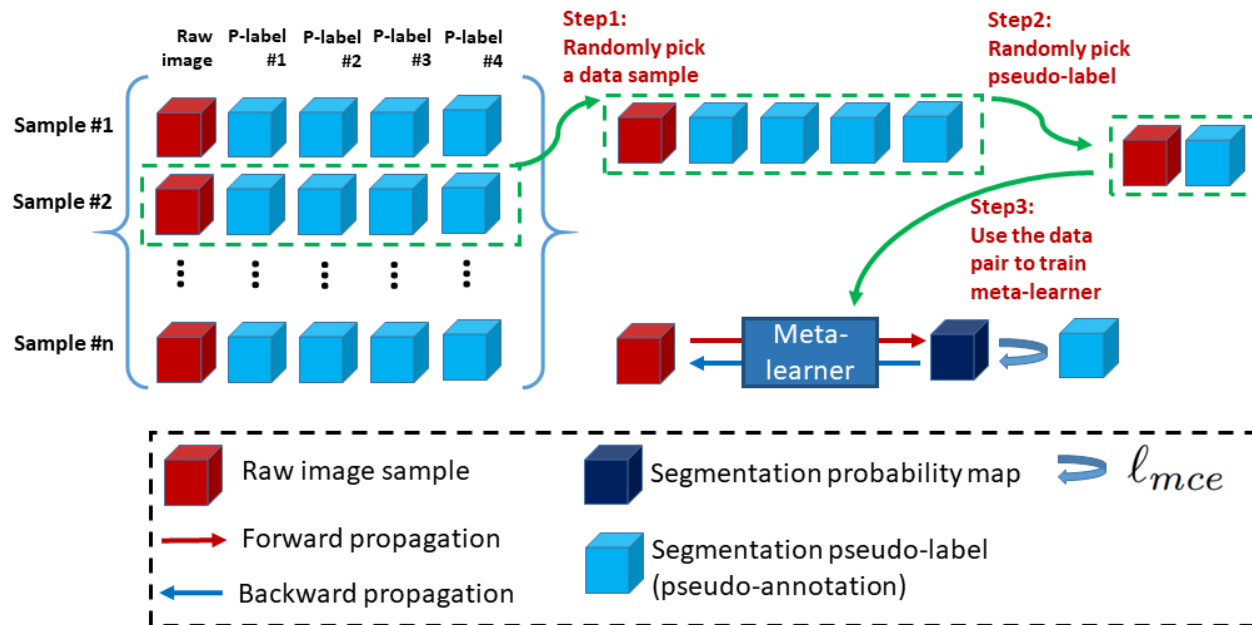 Raw image
P-label #1
P-label #2
P-label #3
P-label #4
Sample #1
Sample #2
Sample #n
Step1:
Randomly pick
a data sample
Step2:
Randomly pick
pseudo-label
Step3:
Use the data
pair to train
meta-learner
Meta-
learner
Raw image sample
Forward propagation
Backward propagation
Segmentation probability map
Segmentation pseudo-label
(pseudo-annotation)
ℓmce